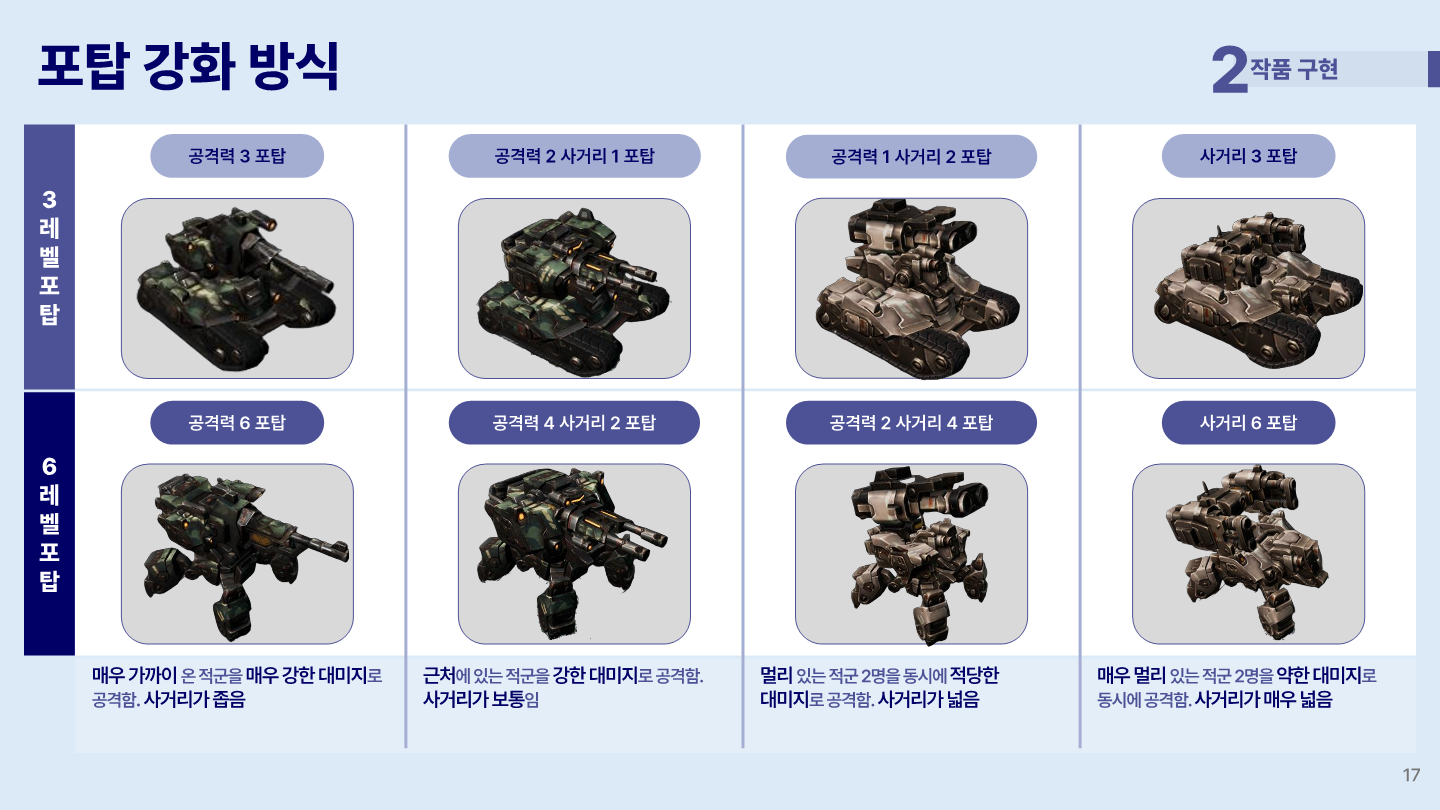 포탑 강화 방식
2 작품 구현
3레벨포탑
공격력 3 포탑
공격력 2 사거리 1 포탑
공격력 1 사거리 2 포탑
사거리 3 포탑
6레벨포탑
공격력 6 포탑
공격력 4 사거리 2 포탑
공격력 2 사거리 4 포탑
사거리 6 포탑
매우 가까이 온 적군을 매우 강한 대미지로
공격함. 사거리가 좁음
근처에 있는 적군을 강한 대미지로 공격함.
사거리가 보통임
멀리 있는 적군 2명을 동시에 적당한
대미지로 공격함. 사거리가 넓음
매우 멀리 있는 적군 2명을 약한 대미지로
동시에 공격함. 사거리가 매우 넓음
17